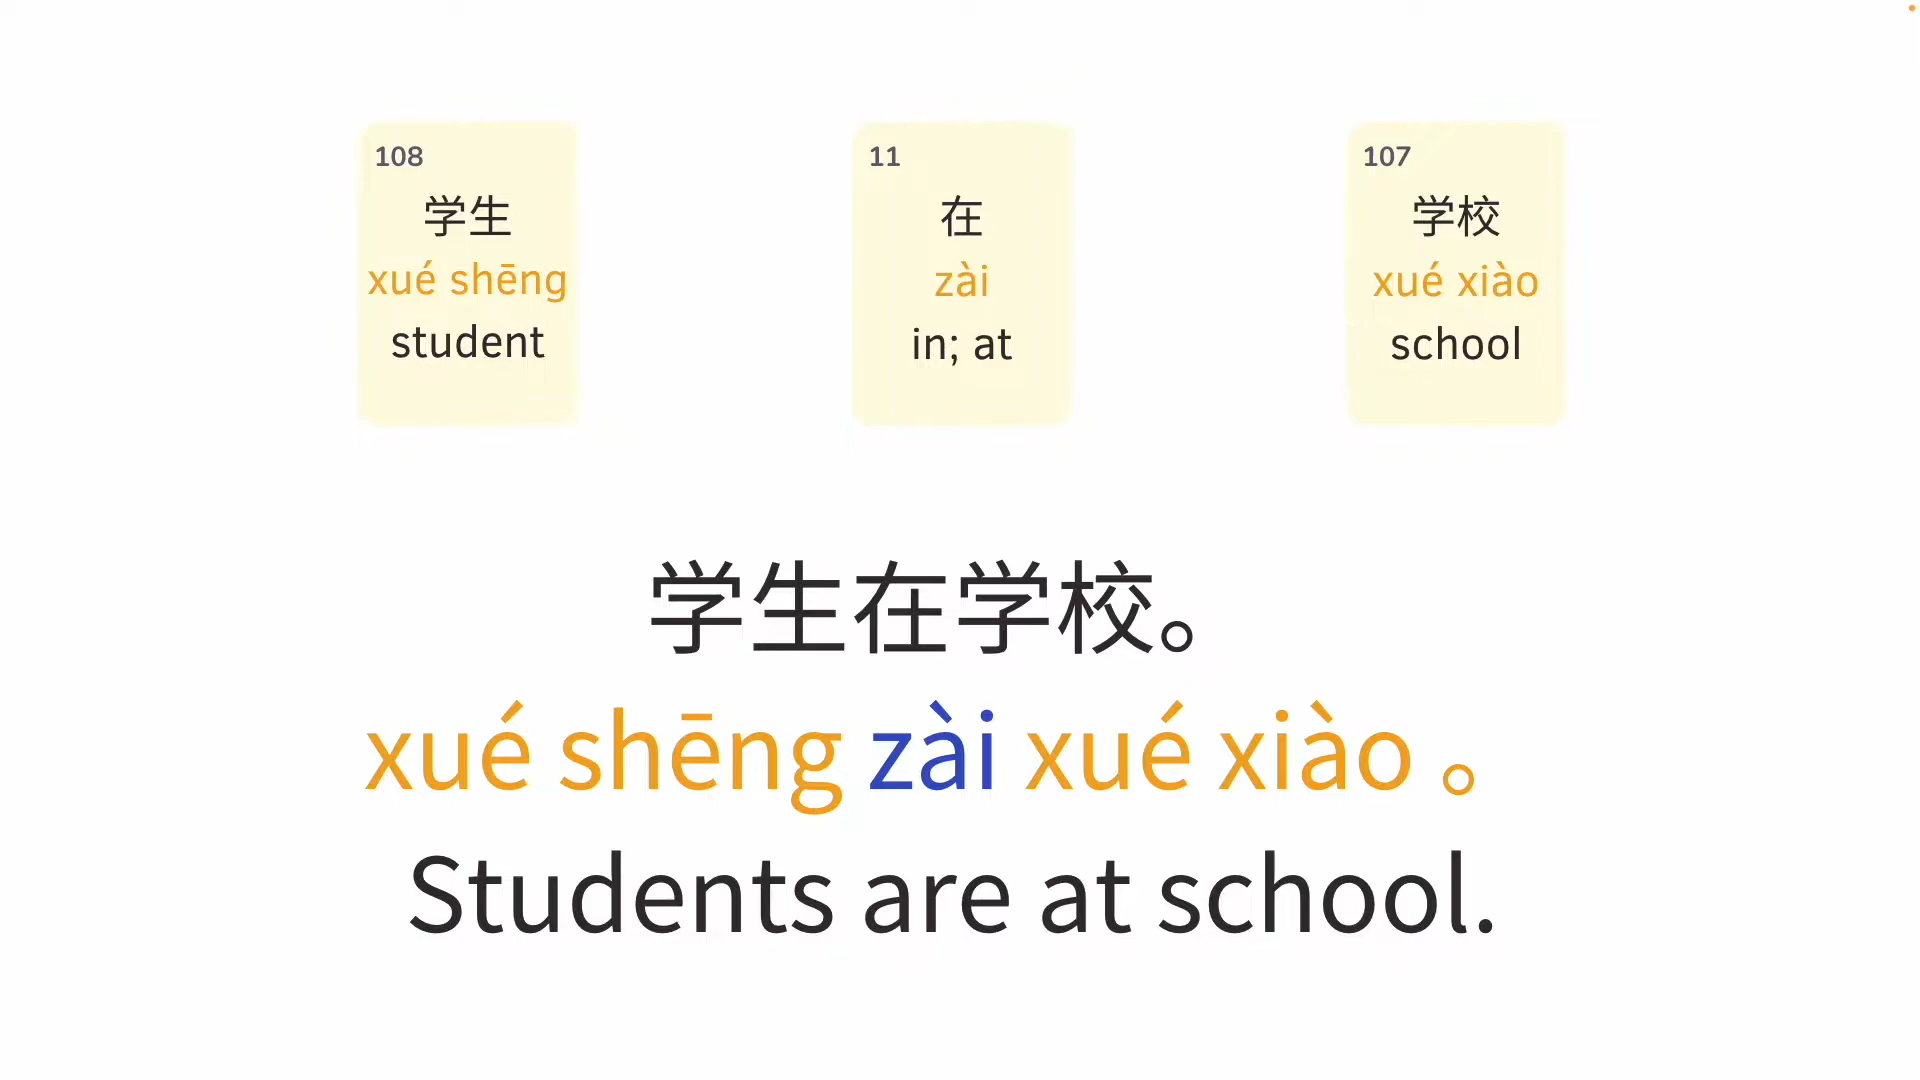 108
学生
xué shēng
student
11
在
zài
in; at
107
学校
xué xiào
school
学生在学校。
xué shēng zài xué xiào 。
Students are at school.